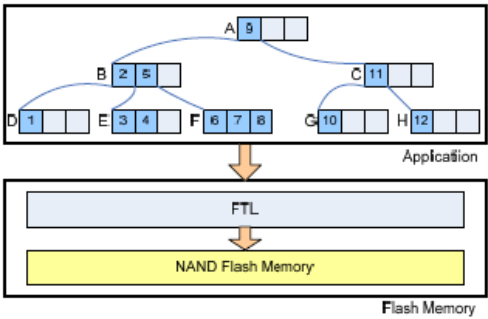 A 9
B 2 5 C 11
D 1 E 3 4 F 6 7 8 G 10 H 12
Application
FTL
NAND Flash Memory
Flash Memory